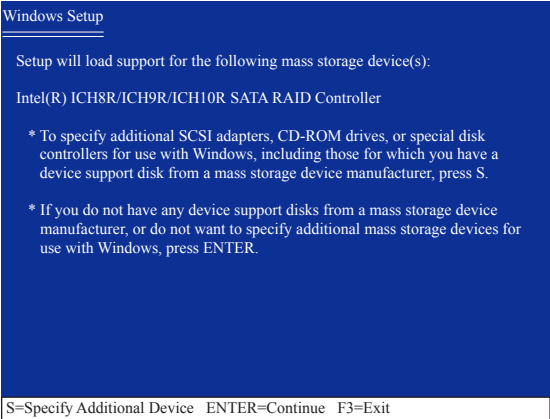 Windows Setup
Setup will load support for the following mass storage device(s):
Intel(R) ICH8R/ICH9R/ICH10R SATA RAID Controller
* To specify additional SCSI adapters, CD-ROM drives, or special disk
controllers for use with Windows, including those for which you have a
device support disk from a mass storage device manufacturer, press S.
* If you do not have any device support disks from a mass storage device
manufacturer, or do not want to specify additional mass storage devices for
use with Windows, press ENTER.
S=Specify Additional Device ENTER=Continue F3=Exit